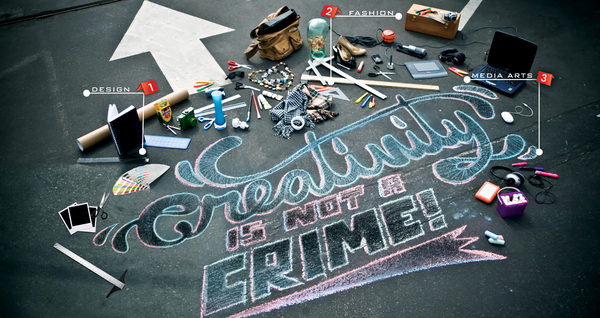 DESIGN 1
2 FASHION
MEDIA ARTS 3
Creativity
IS NOT A
CRIME!